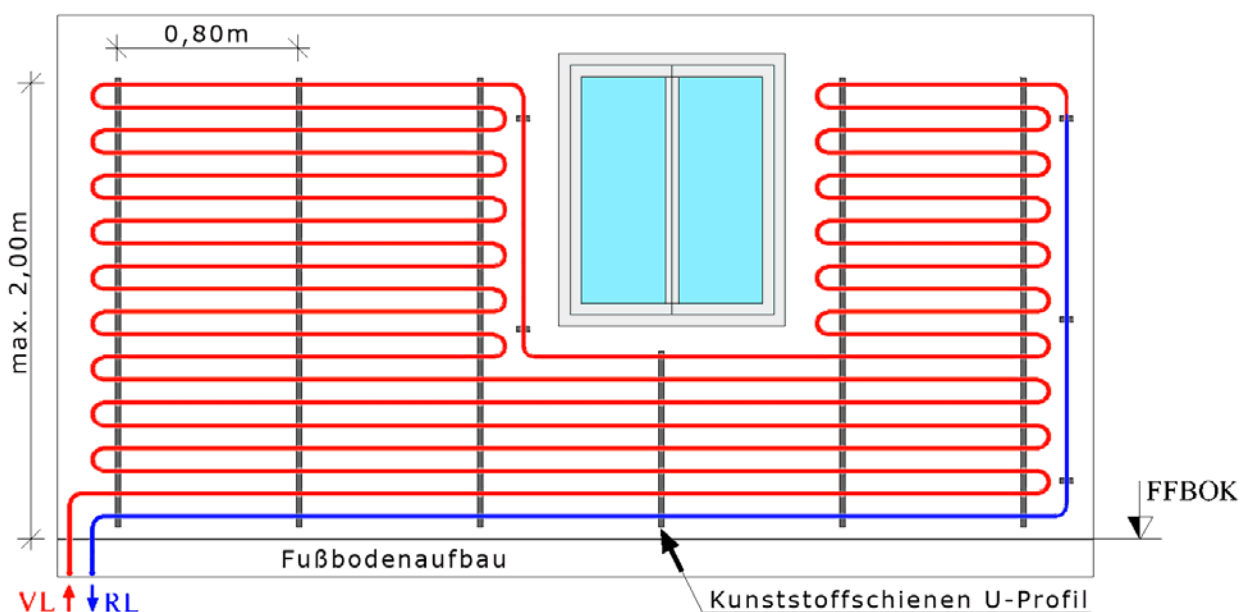 0,80m
max. 2,00m
FFBOK
Fußbodenaufbau
VL RL
Kunststoffschienen U-Profil